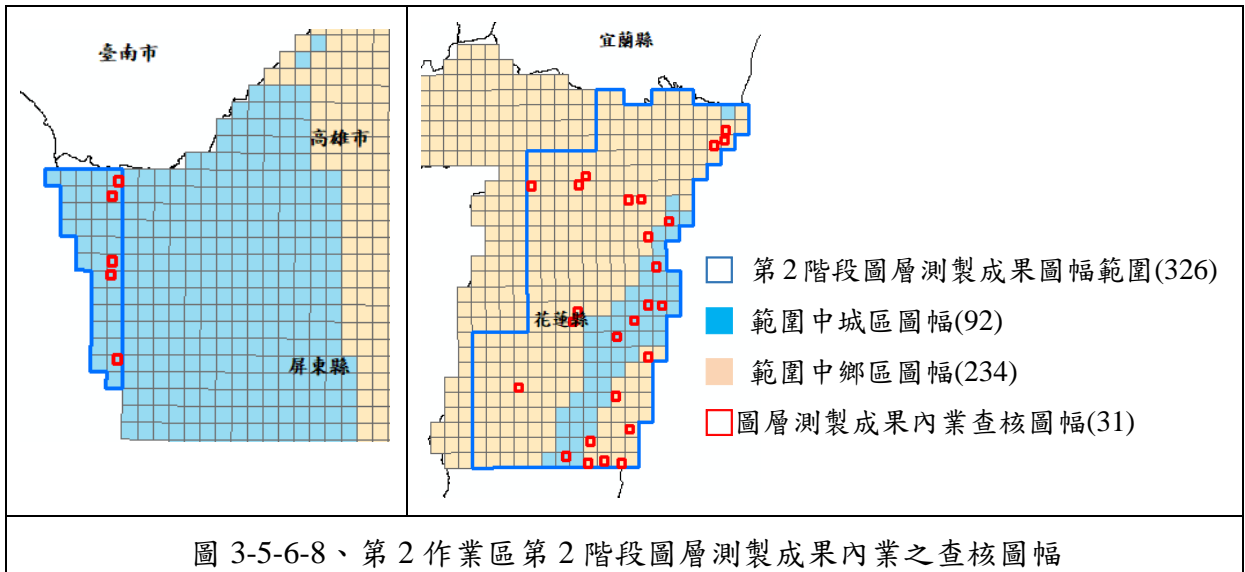 臺南市
高雄市
屏東縣
宜蘭縣
花蓮縣
第2階段圖層測製成果圖幅範圍(326)
範圍中城區圖幅(92)
範圍中鄉區圖幅(234)
圖層測製成果內業查核圖幅(31)
圖 3-5-6-8、第 2 作業區第 2 階段圖層測製成果內業之查核圖幅